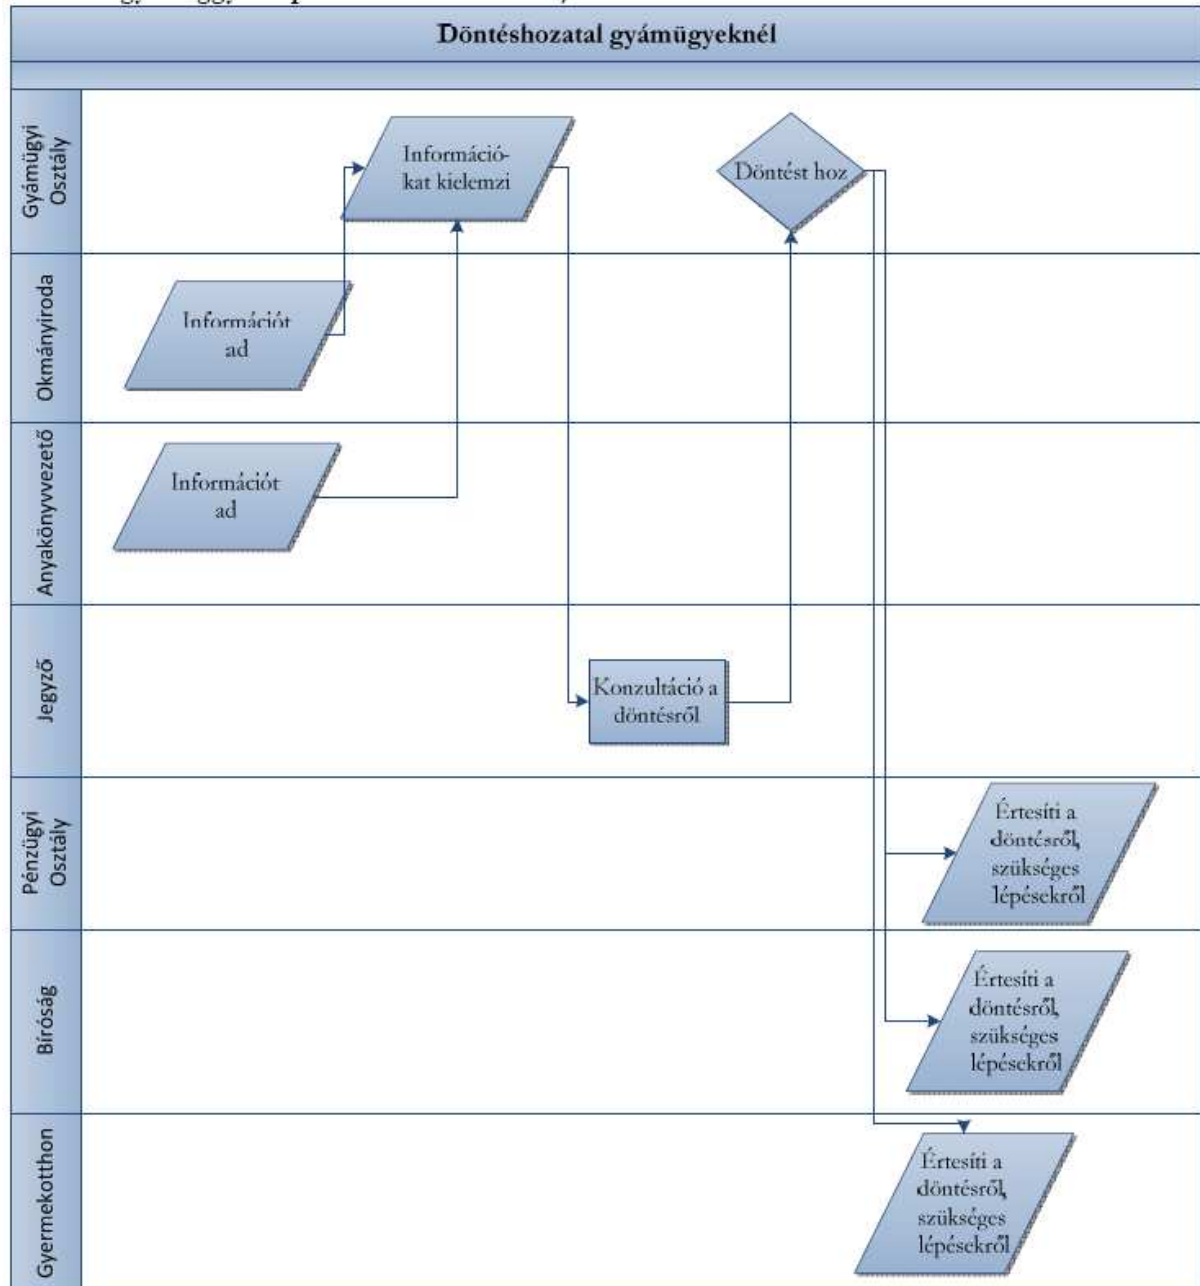 Döntéshozatal gyámügyeknél
Gyámügyi
Osztály
Információ-
kat kielemzi
Döntést hoz
Okmányiroda
Információt
ad
Anyakönyvvezető
Információt
ad
Jegyző
Konzultáció a
döntésről
Pénzügyi
Osztály
Értesíti a
döntésről,
szükséges
lépésekről
Bíróság
Értesíti a
döntésről,
szükséges
lépésekről
Gyermekotthon
Értesíti a
döntésről,
szükséges
lépésekről